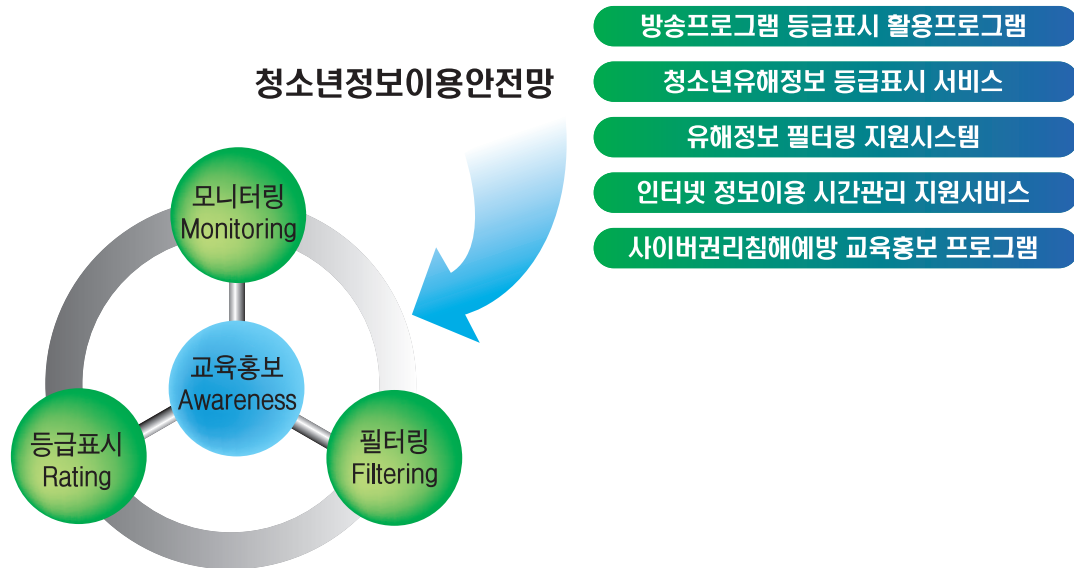 방송프로그램 등급표시 활용프로그램
청소년정보이용안전망
청소년유해정보 등급표시 서비스
유해정보 필터링 지원시스템
인터넷 정보이용 시간관리 지원서비스
사이버권리침해예방 교육홍보 프로그램
모니터링
Monitoring
교육홍보
Awareness
등급표시
Rating
필터링
Filtering